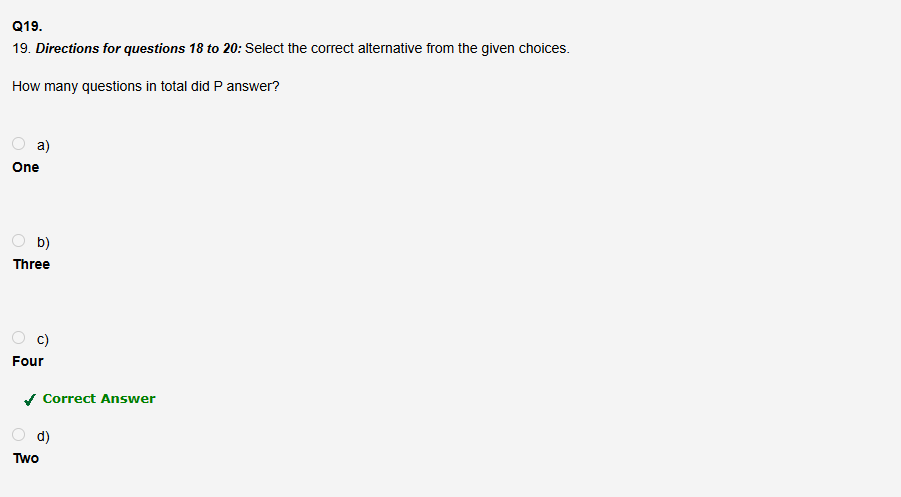 Q19.
19. Directions for questions 18 to 20: Select the correct alternative from the given choices.
How many questions in total did P answer?
a)
One
b)
Three
c)
Four
✓ Correct Answer
d)
Two